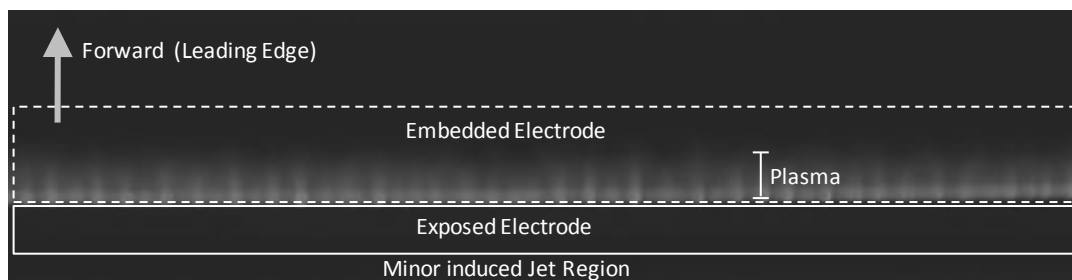 Forward (Leading Edge)
Embedded Electrode
Plasma
Exposed Electrode
Minor induced Jet Region